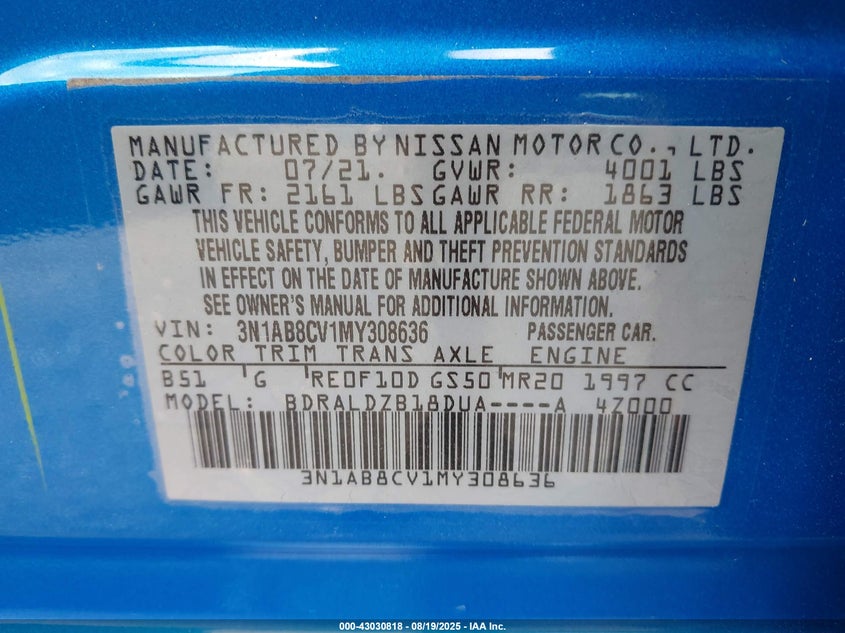 MANUFACTURED BY NISSAN MOTOR CO., LTD.
DATE: 07/21. GVWR: 4001 LBS
GAWR FR: 2161 LBS GAWR RR: 1863 LBS
THIS VEHICLE CONFORMS TO ALL APPLICABLE FEDERAL MOTOR
VEHICLE SAFETY, BUMPER AND THEFT PREVENTION STANDARDS
IN EFFECT ON THE DATE OF MANUFACTURE SHOWN ABOVE.
SEE OWNER'S MANUAL FOR ADDITIONAL INFORMATION.
VIN: 3N1AB8CV1MY308636 PASSENGER CAR.
COLOR TRIM TRANS AXLE ENGINE
B51 G RE0F10D GS50 MR20 1997 CC
MODEL: BDRALDZB18DUA----A 4Z000
3N1AB8CV1MY308636
000-43030818 - 08/19/2025 - IAA Inc.